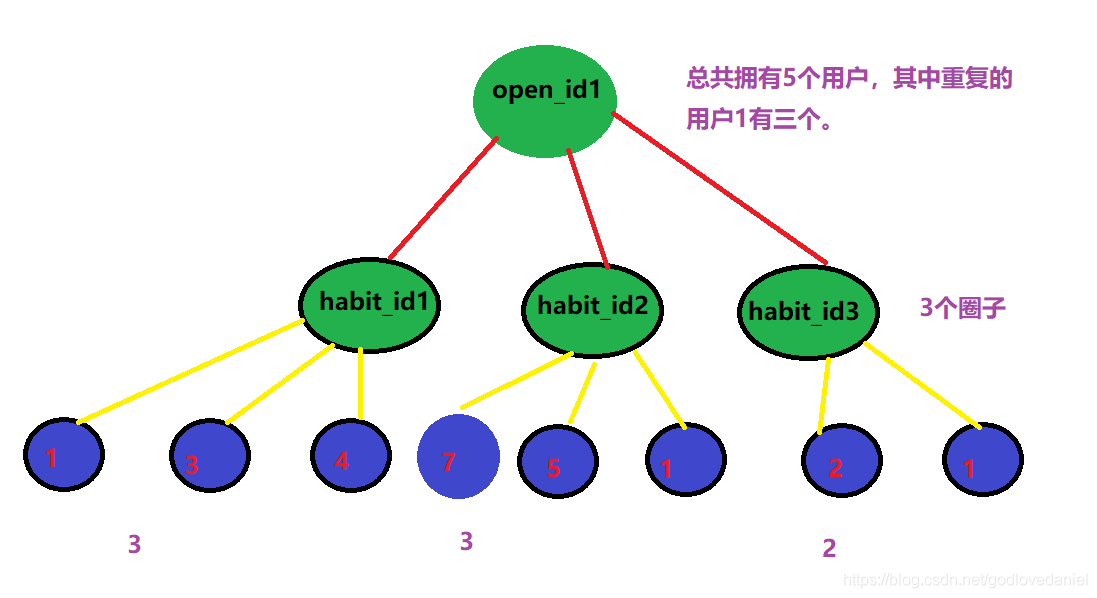 open_id1
总共拥有5个用户，其中重复的
用户1有三个。
habit_id1
habit_id2
habit_id3
3个圈子
1
3
4
7
5
1
2
1
3
3
2
https://blog.csdn.net/godlovedaniel